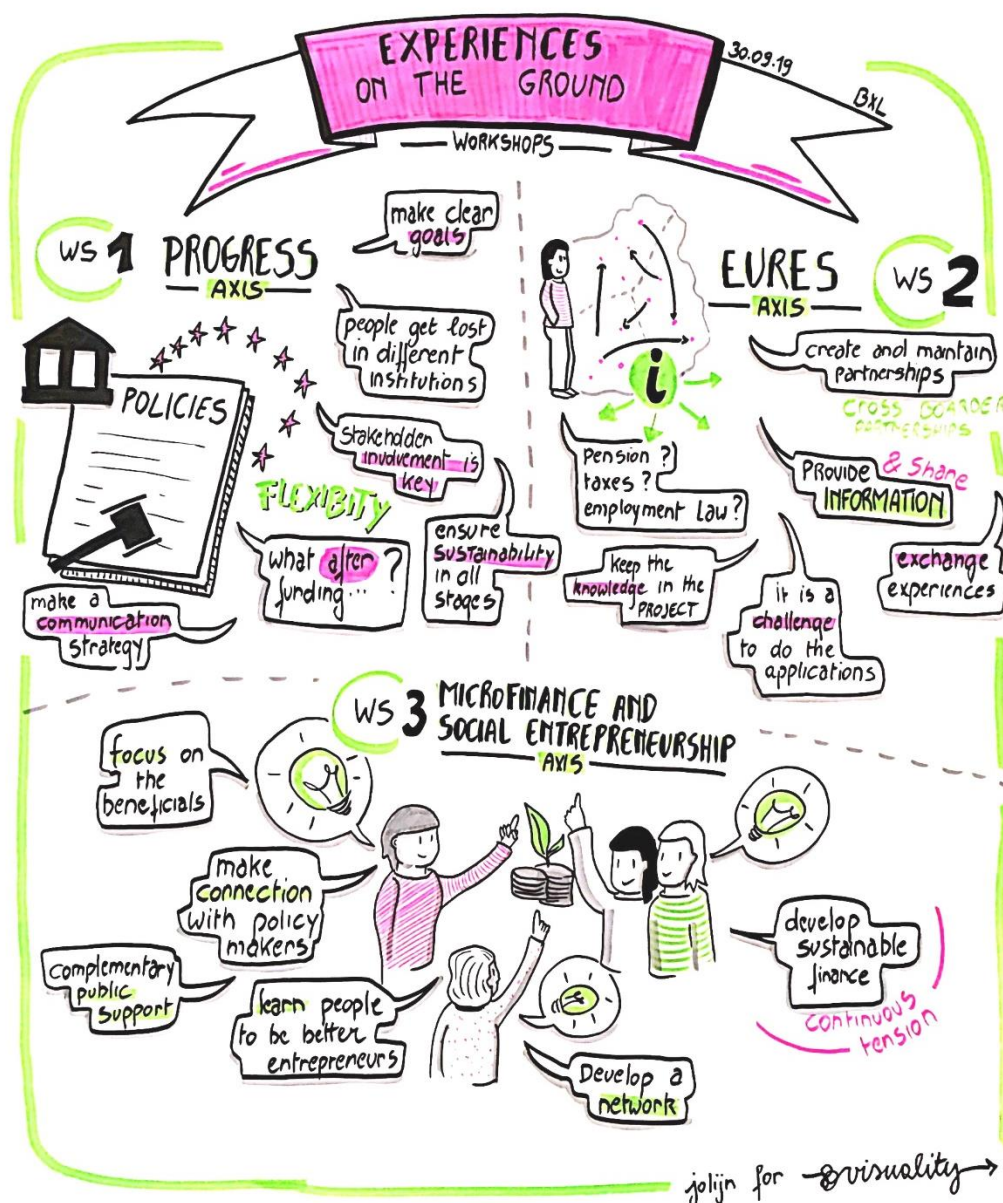 EXPERIENCES
ON THE GROUND
30.09.19
BXL
WORKSHOPS
WS 1 PROGRESS
AXIS
make clear
goals
people get lost
in different
institutions
POLICIES
Stakeholder
involvement is
key
FLEXIBITY
what after
funding... ?
ensure
SUSTAINABILITY
in all
stages
make a
communication
strategy
EURES
AXIS
WS 2
i
create and maintain
partnerships
CROSS BOARDER
PARTNERSHIPS
pension ?
taxes ?
employment law ?
PROVIDE & Share
INFORMATION
keep the
knowledge in the
PROJECT
exchange
experiences
it is a
challenge
to do the
applications
WS 3 MICROFINANCE AND
SOCIAL ENTREPRENEURSHIP
AXIS
focus on
the
beneficials
make
connection
with policy
makers
complementary
public
support
learn people
to be better
entrepreneurs
Develop a
network
develop
sustainable
finance
continuous
tension
jolijn for visuality